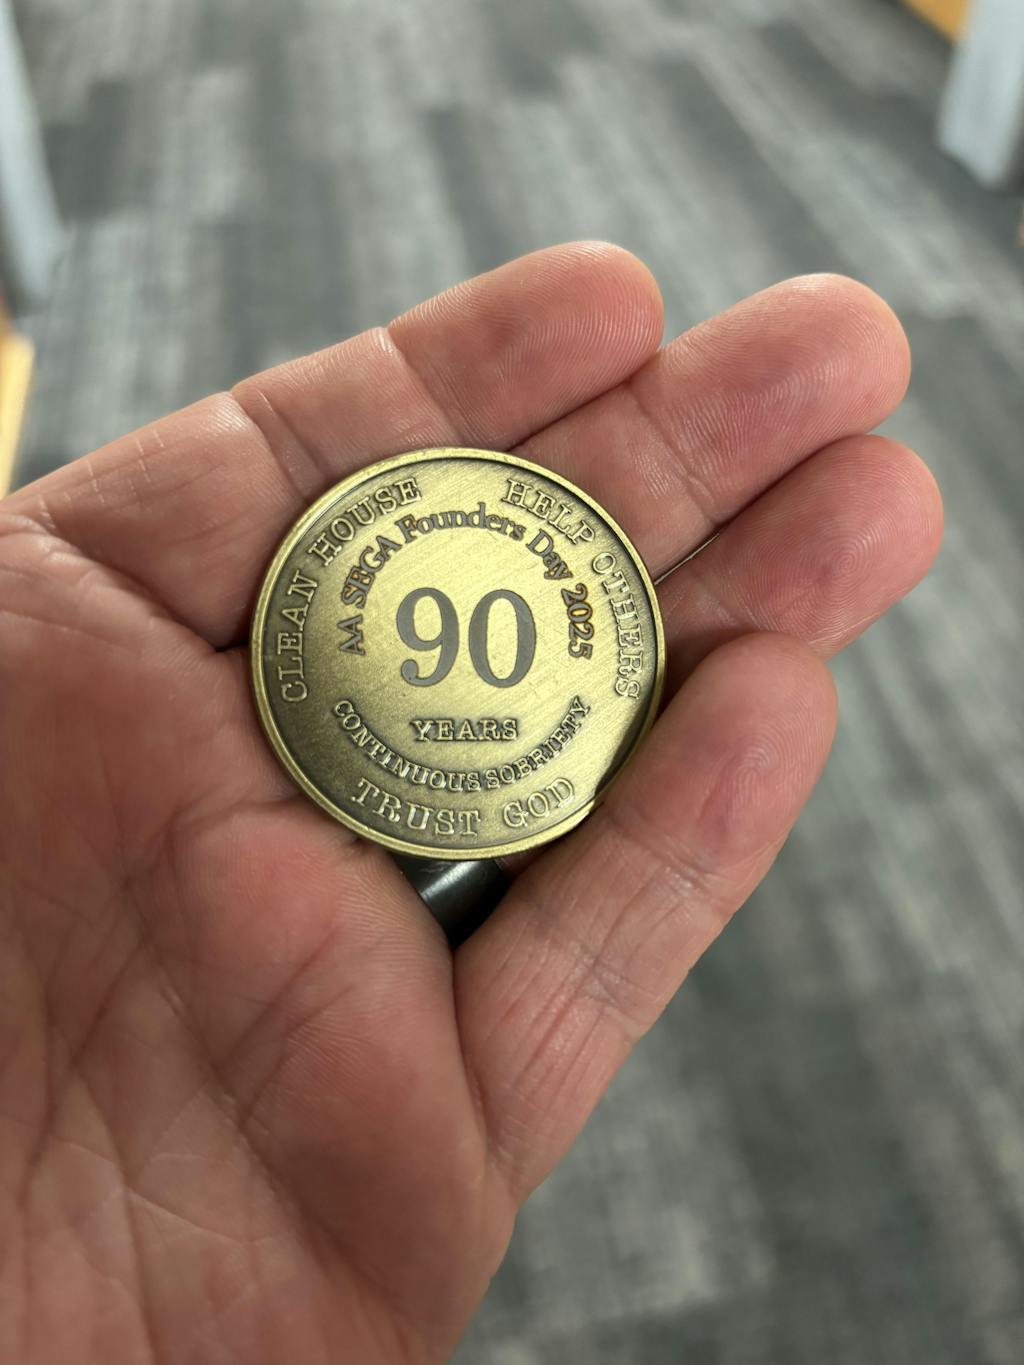 CLEAN HOUSE
HELP OTHERS
AA SEGA Founders Day 2025
90
YEARS
CONTINUOUS SOBRIETY
TRUST GOD